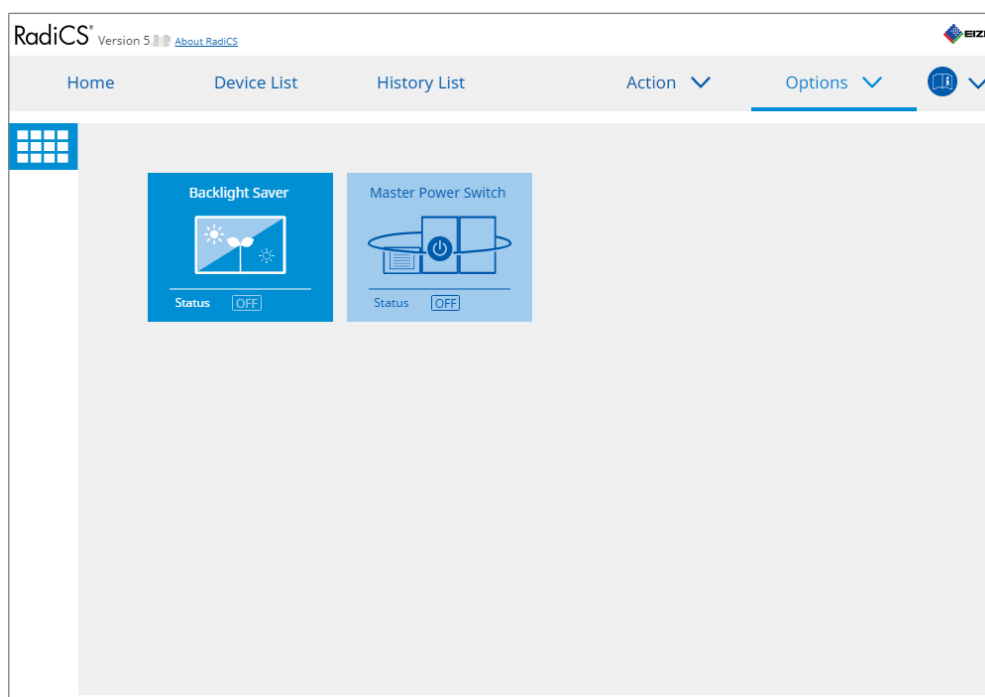 RadiCS® Version 5. About RadiCS
Home Device List History List Action Options
Backlight Saver
Status OFF
Master Power Switch
Status OFF